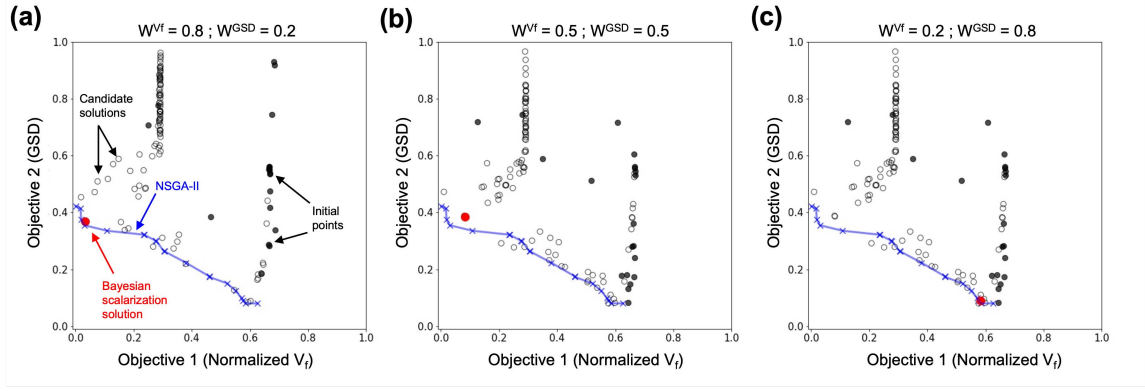 (a)
W^Vf = 0.8 ; W^GSD = 0.2
Objective 2 (GSD)
1.0
0.8
0.6
0.4
0.2
0.0
Candidate
solutions
NSGA-II
Initial
points
Bayesian
scalarization
solution
0.0 0.2 0.4 0.6 0.8 1.0
Objective 1 (Normalized V_f)
(b)
W^Vf = 0.5 ; W^GSD = 0.5
Objective 2 (GSD)
1.0
0.8
0.6
0.4
0.2
0.0
0.0 0.2 0.4 0.6 0.8 1.0
Objective 1 (Normalized V_f)
(c)
W^Vf = 0.2 ; W^GSD = 0.8
Objective 2 (GSD)
1.0
0.8
0.6
0.4
0.2
0.0
0.0 0.2 0.4 0.6 0.8 1.0
Objective 1 (Normalized V_f)